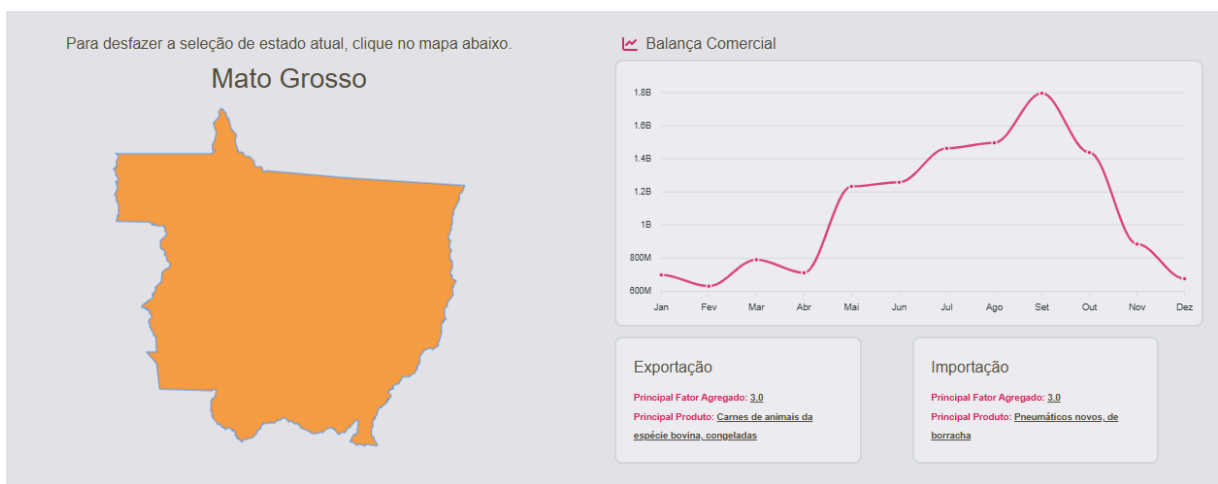 Para desfazer a seleção de estado atual, clique no mapa abaixo.
Mato Grosso
Balança Comercial
1.8B
1.6B
1.4B
1.2B
1B
800M
600M
Jan Fev Mar Abr Mai Jun Jul Ago Set Out Nov Dez
Exportação
Principal Fator Agregado: 3.0
Principal Produto: Carnes de animais da
espécie bovina, congeladas
Importação
Principal Fator Agregado: 3.0
Principal Produto: Pneumáticos novos, de
borracha